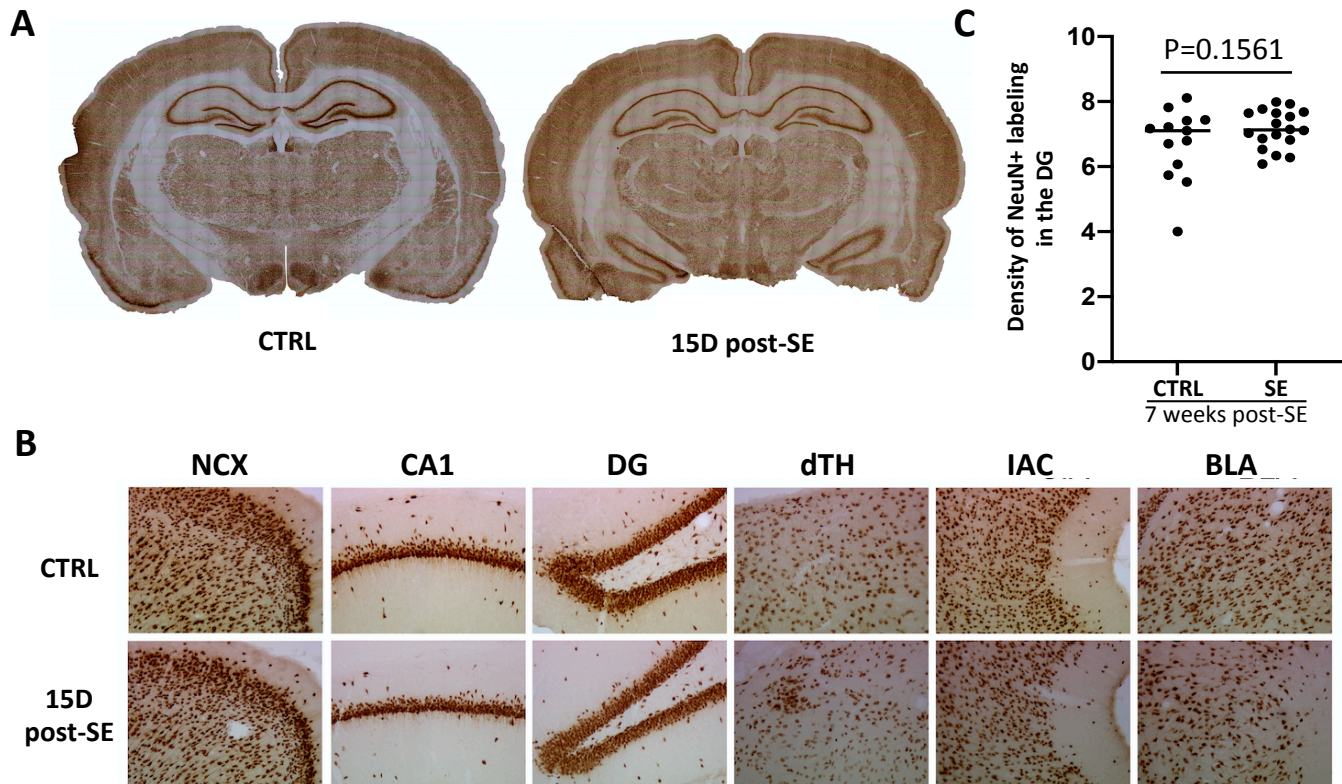 A
CTRL
15D post-SE
C
P=0.1561
10
8
6
4
2
0
Density of NeuN+ labeling
in the DG
CTRL SE
7 weeks post-SE
B
NCX CA1 DG dTH IAC BLA
CTRL
15D
post-SE